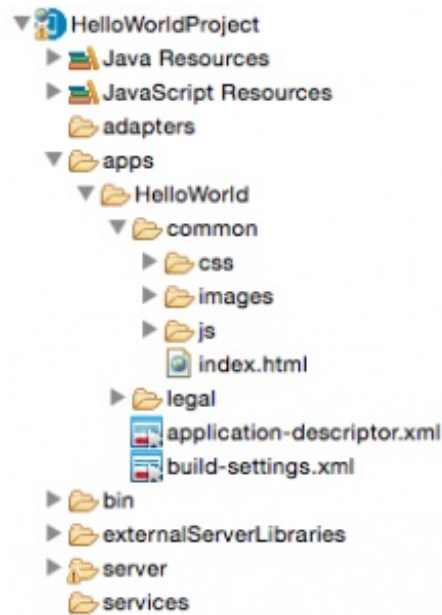 HelloWorldProject
Java Resources
JavaScript Resources
adapters
apps
HelloWorld
common
css
images
js
index.html
legal
application-descriptor.xml
build-settings.xml
bin
externalServerLibraries
server
services